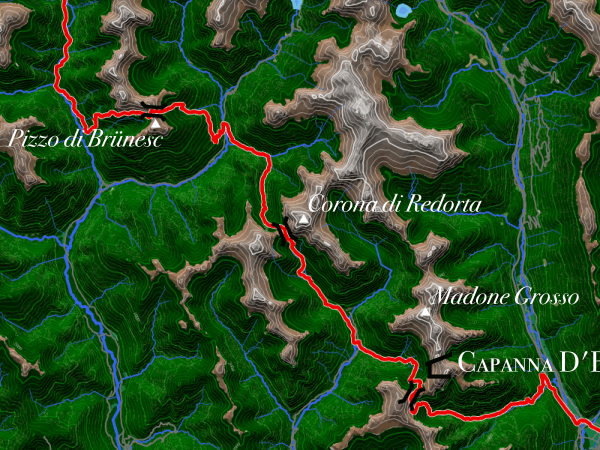 Pizzo di Brünesc
Corona di Redorta
Madone Grosso
CAPANNA D'E